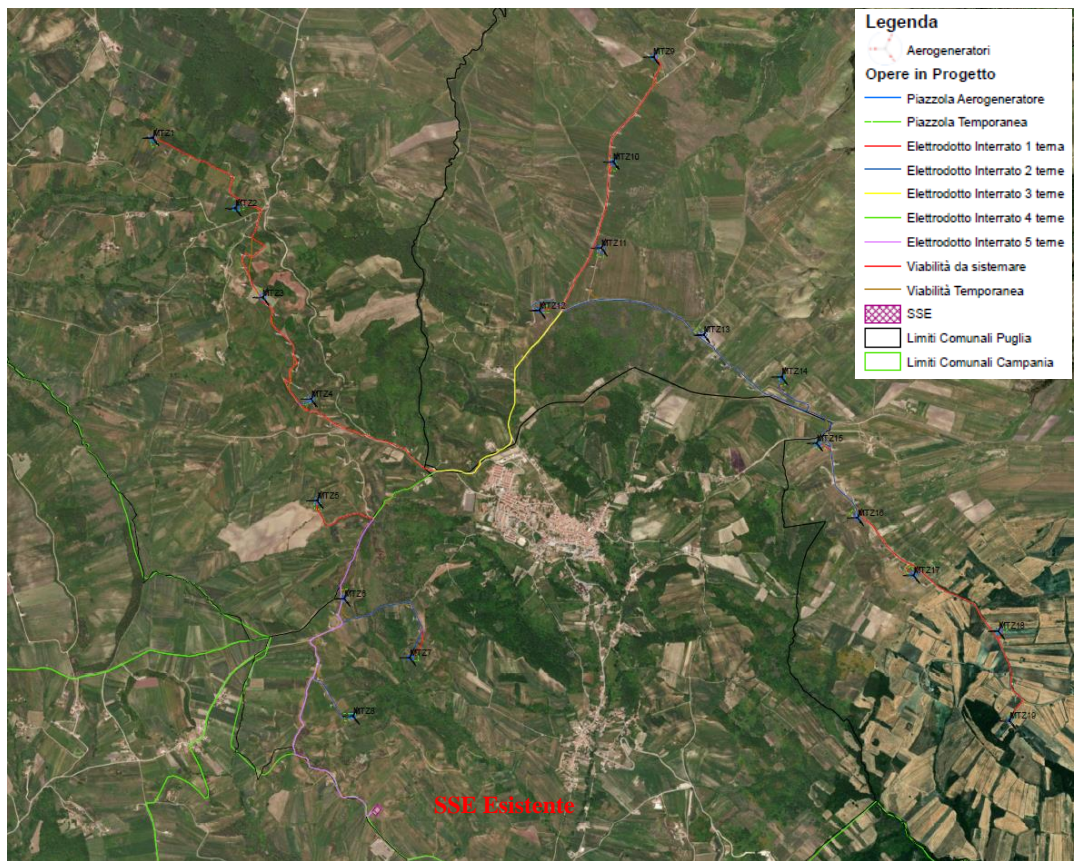 Legenda
Aerogeneratori
Opere in Progetto
Piazzola Aerogeneratore
Piazzola Temporanea
Elettrodotto Interrato 1 terna
Elettrodotto Interrato 2 terne
Elettrodotto Interrato 3 terne
Elettrodotto Interrato 4 terne
Elettrodotto Interrato 5 terne
Viabilità da sistemare
Viabilità Temporanea
SSE
Limiti Comunali Puglia
Limiti Comunali Campania
MTZ9
MTZ1
MTZ10
MTZ2
MTZ11
MTZ3
MTZ12
MTZ13
MTZ14
MTZ4
MTZ15
MTZ5
MTZ16
MTZ17
MTZ6
MTZ18
MTZ7
MTZ8
MTZ19
SSE Esistente